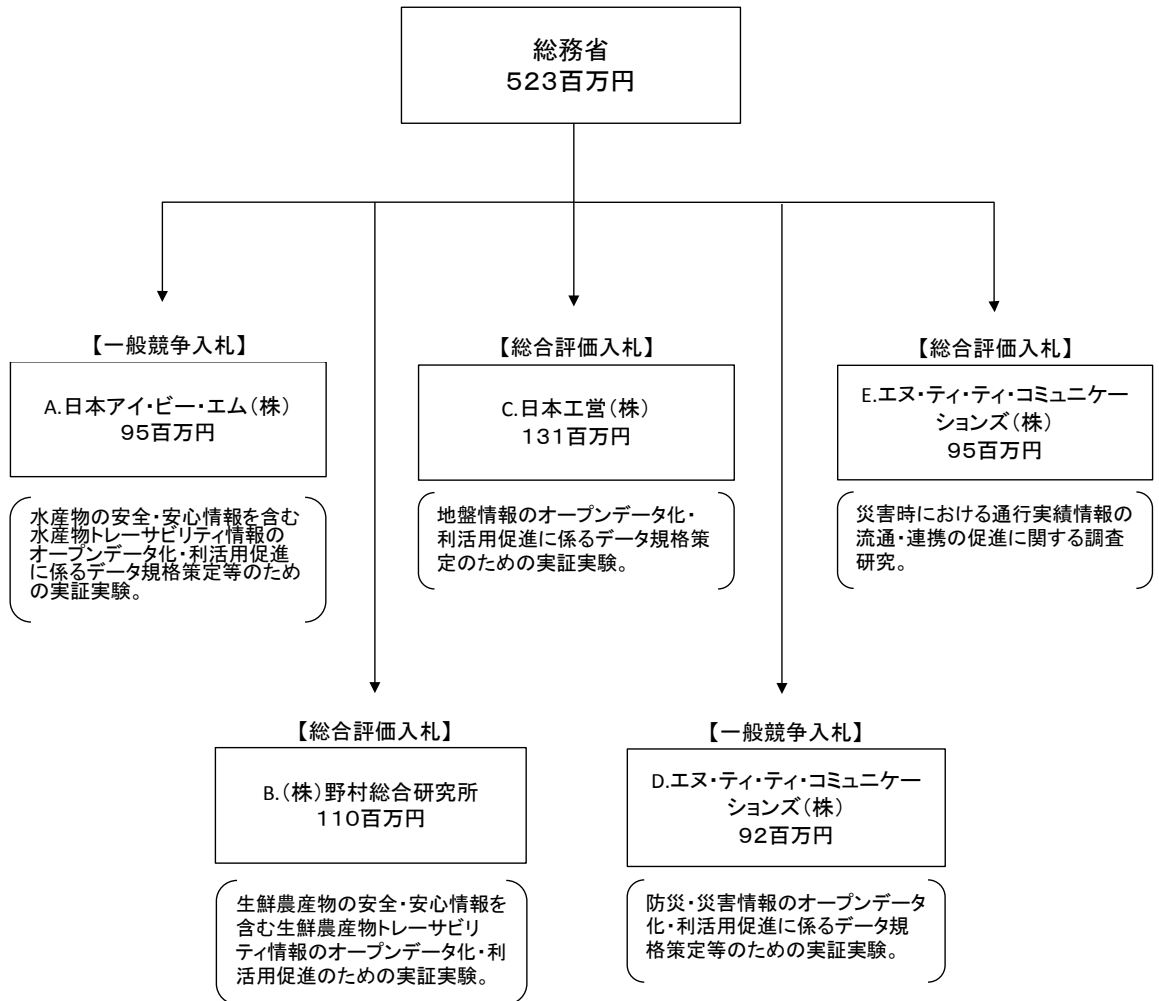 総務省
５２３百万円
【一般競争入札】
A.日本アイ・ビー・エム（株）
９５百万円
水産物の安全・安心情報を含む
水産物トレーサビリティ情報の
オープンデータ化・利活用促進
に係るデータ規格策定等のため
の実証実験。
【総合評価入札】
C.日本工営（株）
１３１百万円
地盤情報のオープンデータ化・
利活用促進に係るデータ規格策
定のための実証実験。
【総合評価入札】
E.エヌ・ティ・ティ・コミュニケー
ションズ（株）
９５百万円
災害時における通行実績情報の
流通・連携の促進に関する調査
研究。
【総合評価入札】
B.（株）野村総合研究所
１１０百万円
生鮮農産物の安全・安心情報を
含む生鮮農産物トレーサビリ
ティ情報のオープンデータ化・利
活用促進のための実証実験。
【一般競争入札】
D.エヌ・ティ・ティ・コミュニケー
ションズ（株）
９２百万円
防災・災害情報のオープンデータ
化・利活用促進に係るデータ規
格策定等のための実証実験。